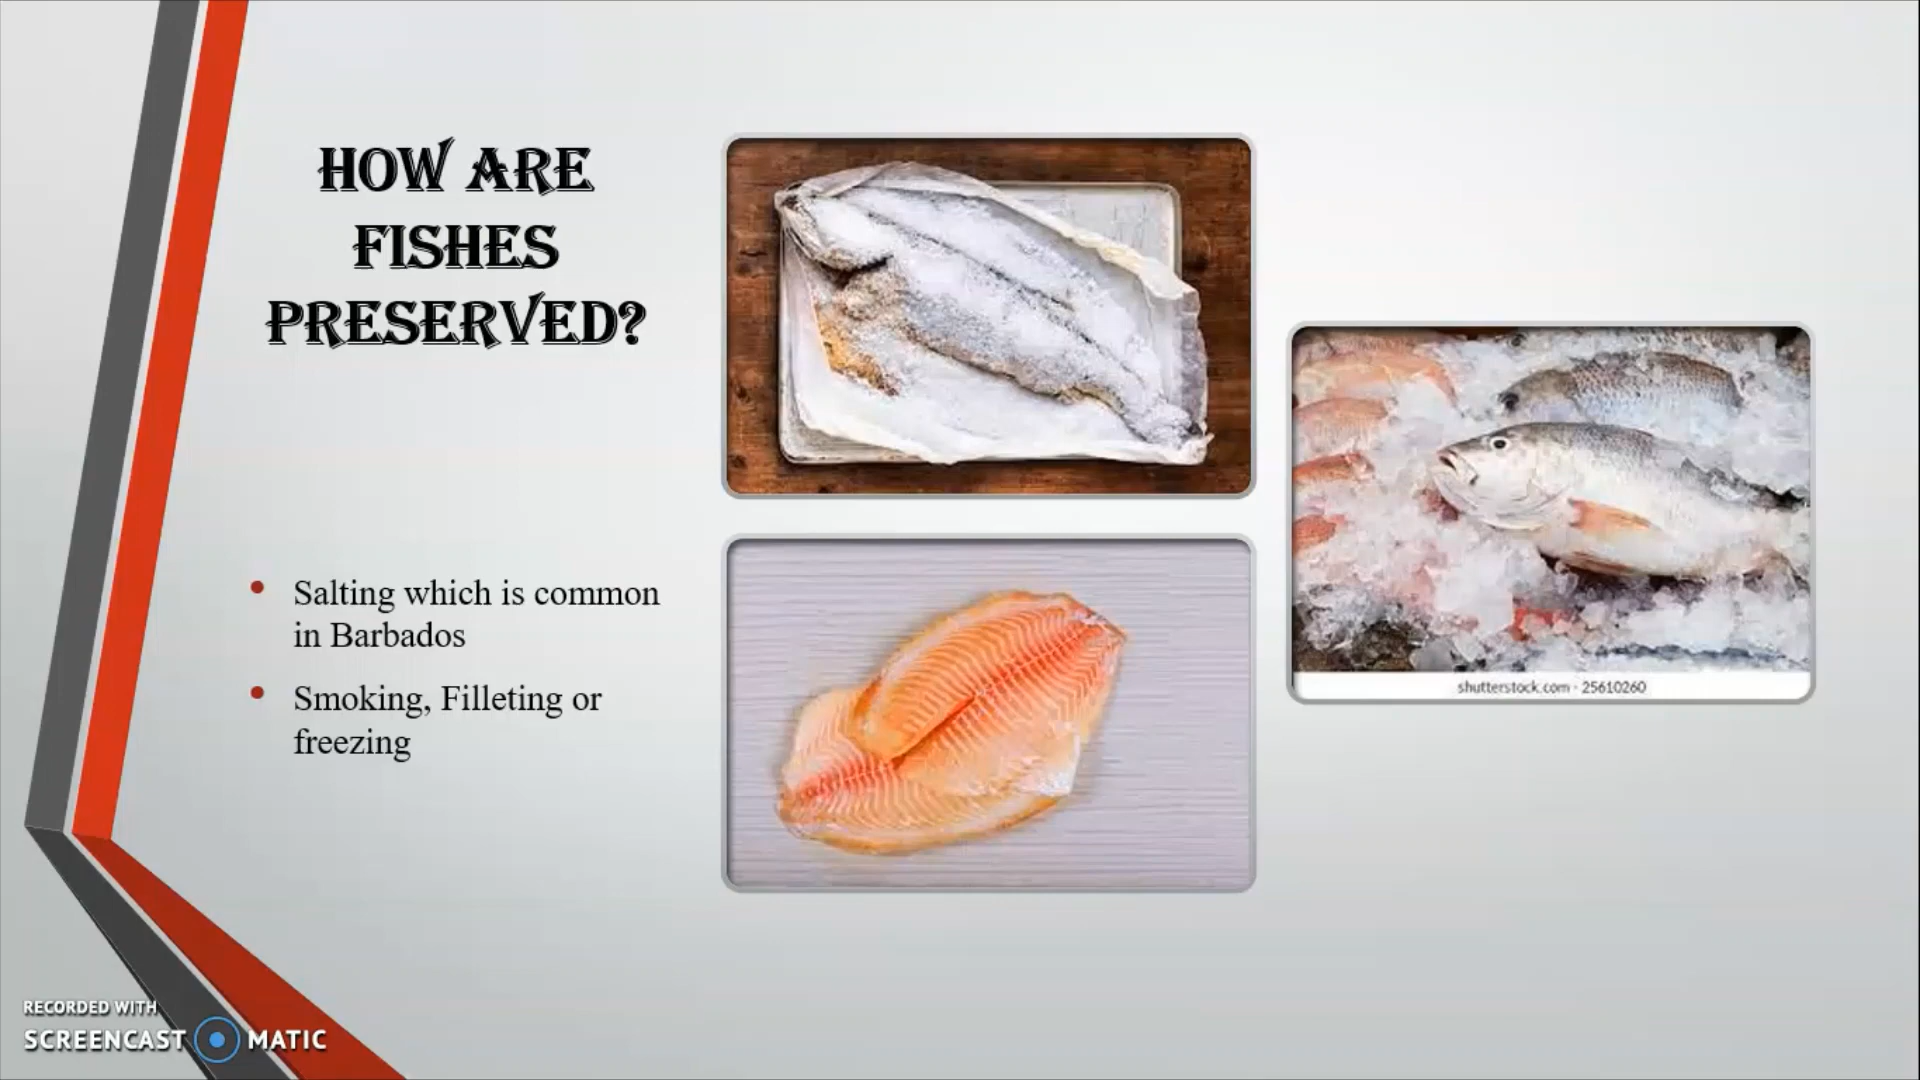 HOW ARE
FISHES
PRESERVED?
Salting which is common
in Barbados
Smoking, Filleting or
freezing
shutterstock.com · 25610260
RECORDED WITH
SCREENCAST MATIC